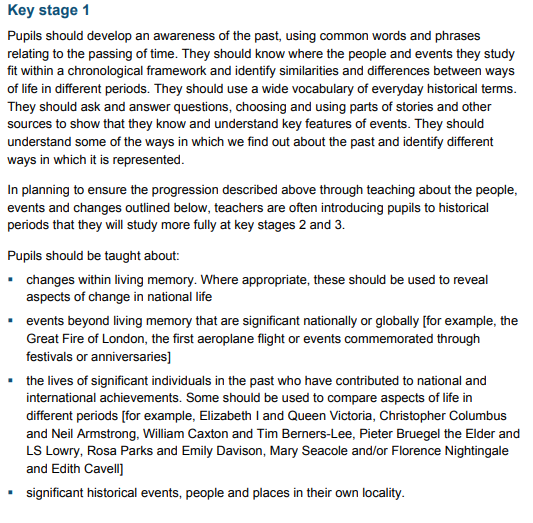 Key stage 1
Pupils should develop an awareness of the past, using common words and phrases
relating to the passing of time. They should know where the people and events they study
fit within a chronological framework and identify similarities and differences between ways
of life in different periods. They should use a wide vocabulary of everyday historical terms.
They should ask and answer questions, choosing and using parts of stories and other
sources to show that they know and understand key features of events. They should
understand some of the ways in which we find out about the past and identify different
ways in which it is represented.
In planning to ensure the progression described above through teaching about the people,
events and changes outlined below, teachers are often introducing pupils to historical
periods that they will study more fully at key stages 2 and 3.
Pupils should be taught about:
▪ changes within living memory. Where appropriate, these should be used to reveal
aspects of change in national life
▪ events beyond living memory that are significant nationally or globally [for example, the
Great Fire of London, the first aeroplane flight or events commemorated through
festivals or anniversaries]
▪ the lives of significant individuals in the past who have contributed to national and
international achievements. Some should be used to compare aspects of life in
different periods [for example, Elizabeth I and Queen Victoria, Christopher Columbus
and Neil Armstrong, William Caxton and Tim Berners-Lee, Pieter Bruegel the Elder and
LS Lowry, Rosa Parks and Emily Davison, Mary Seacole and/or Florence Nightingale
and Edith Cavell]
▪ significant historical events, people and places in their own locality.